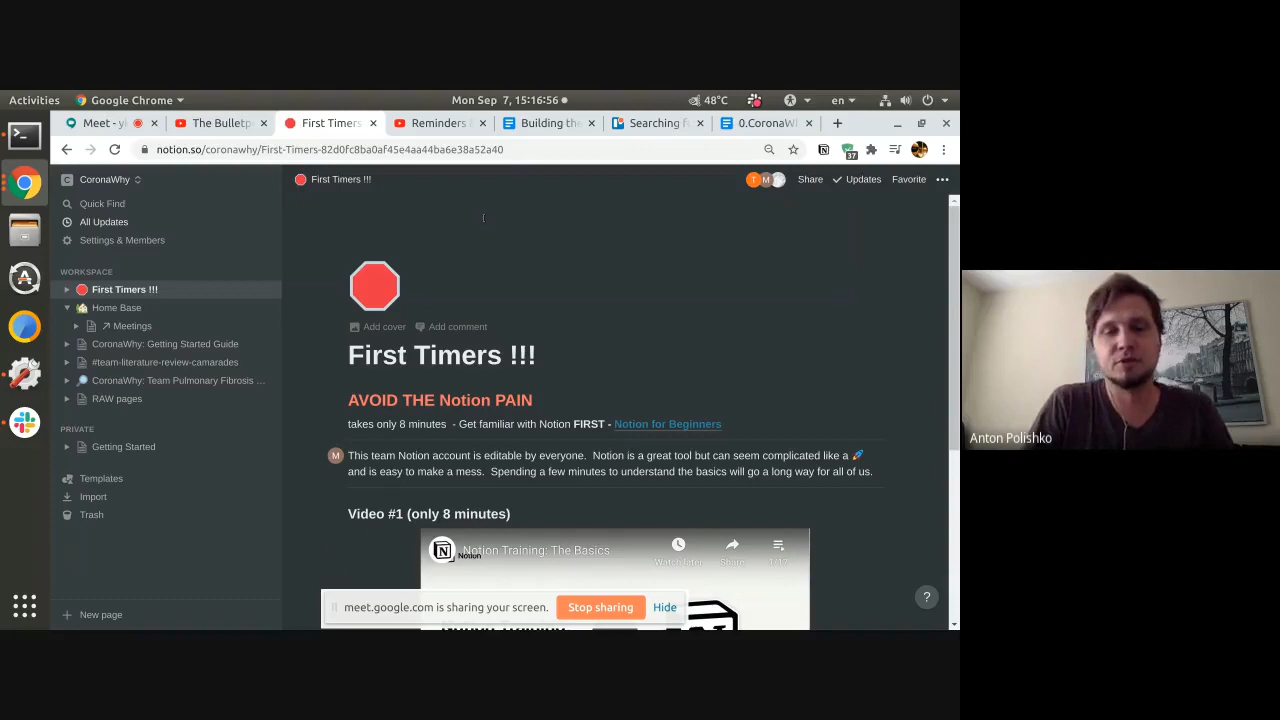 Activities
Google Chrome
Mon Sep 7, 15:16:56
48°C
en
Meet - y
The Bulletp
First Timers
Reminders
Building the
Searching f
0.CoronaWh
notion.so/coronawhy/First-Timers-82d0fc8ba0af45e4aa44ba6e38a52a40
37
C CoronaWhy
First Timers !!!
T M
Share
Updates
Favorite
Quick Find
All Updates
Settings & Members
WORKSPACE
First Timers !!!
Home Base
Meetings
CoronaWhy: Getting Started Guide
#team-literature-review-camarades
CoronaWhy: Team Pulmonary Fibrosis ...
RAW pages
PRIVATE
Getting Started
Templates
Import
Trash
New page
Add cover
Add comment
First Timers !!!
AVOID THE Notion PAIN
takes only 8 minutes - Get familiar with Notion FIRST - Notion for Beginners
M
This team Notion account is editable by everyone. Notion is a great tool but can seem complicated like a 🚀
and is easy to make a mess. Spending a few minutes to understand the basics will go a long way for all of us.
Video #1 (only 8 minutes)
Notion
Notion Training: The Basics
Watch later
Share
1/17
meet.google.com is sharing your screen.
Stop sharing
Hide
Notion Training
?
Anton Polishko